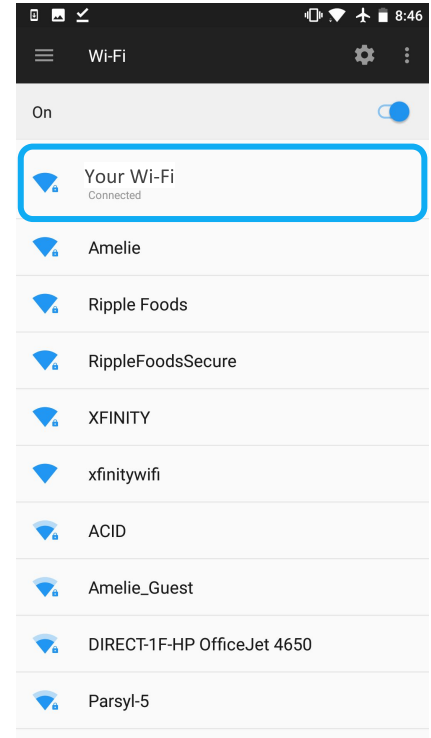 8:46
Wi-Fi
On
Your Wi-Fi
Connected
Amelie
Ripple Foods
RippleFoodsSecure
XFINITY
xfinitywifi
ACID
Amelie_Guest
DIRECT-1F-HP OfficeJet 4650
Parsyl-5